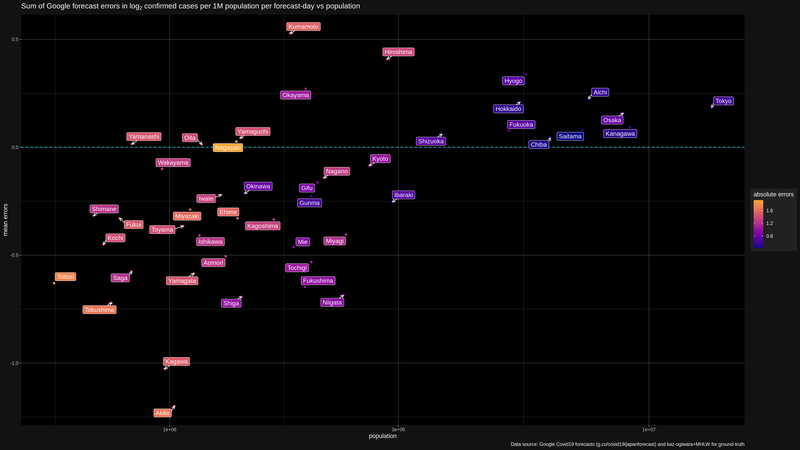 Sum of Google forecast errors in log2 confirmed cases per 1M population per forecast-day vs population
mean errors
0.5
0.0
-0.5
-1.0
Kumamoto
Hiroshima
Hyogo
Okayama
Aichi
Tokyo
Hokkaido
Osaka
Fukuoka
Kanagawa
Saitama
Yamaguchi
Yamanashi
Oita
Shizuoka
Chiba
Nagasaki
Kyoto
Wakayama
Nagano
Okinawa
Gifu
Ibaraki
Iwate
Gunma
Shimane
Ehime
Miyazaki
Fukui
Kagoshima
Toyama
Kochi
Ishikawa
Mie
Miyagi
Aomori
Tochigi
Tottori
Saga
Yamagata
Fukushima
Shiga
Niigata
Tokushima
Kagawa
Akita
absolute errors
1.6
1.2
0.8
1e+06
3e+06
1e+07
population
Data source: Google Covid19 forecasts (g.co/covid19/japanforecast) and kaz-ogiwara+MHLW for ground-truth